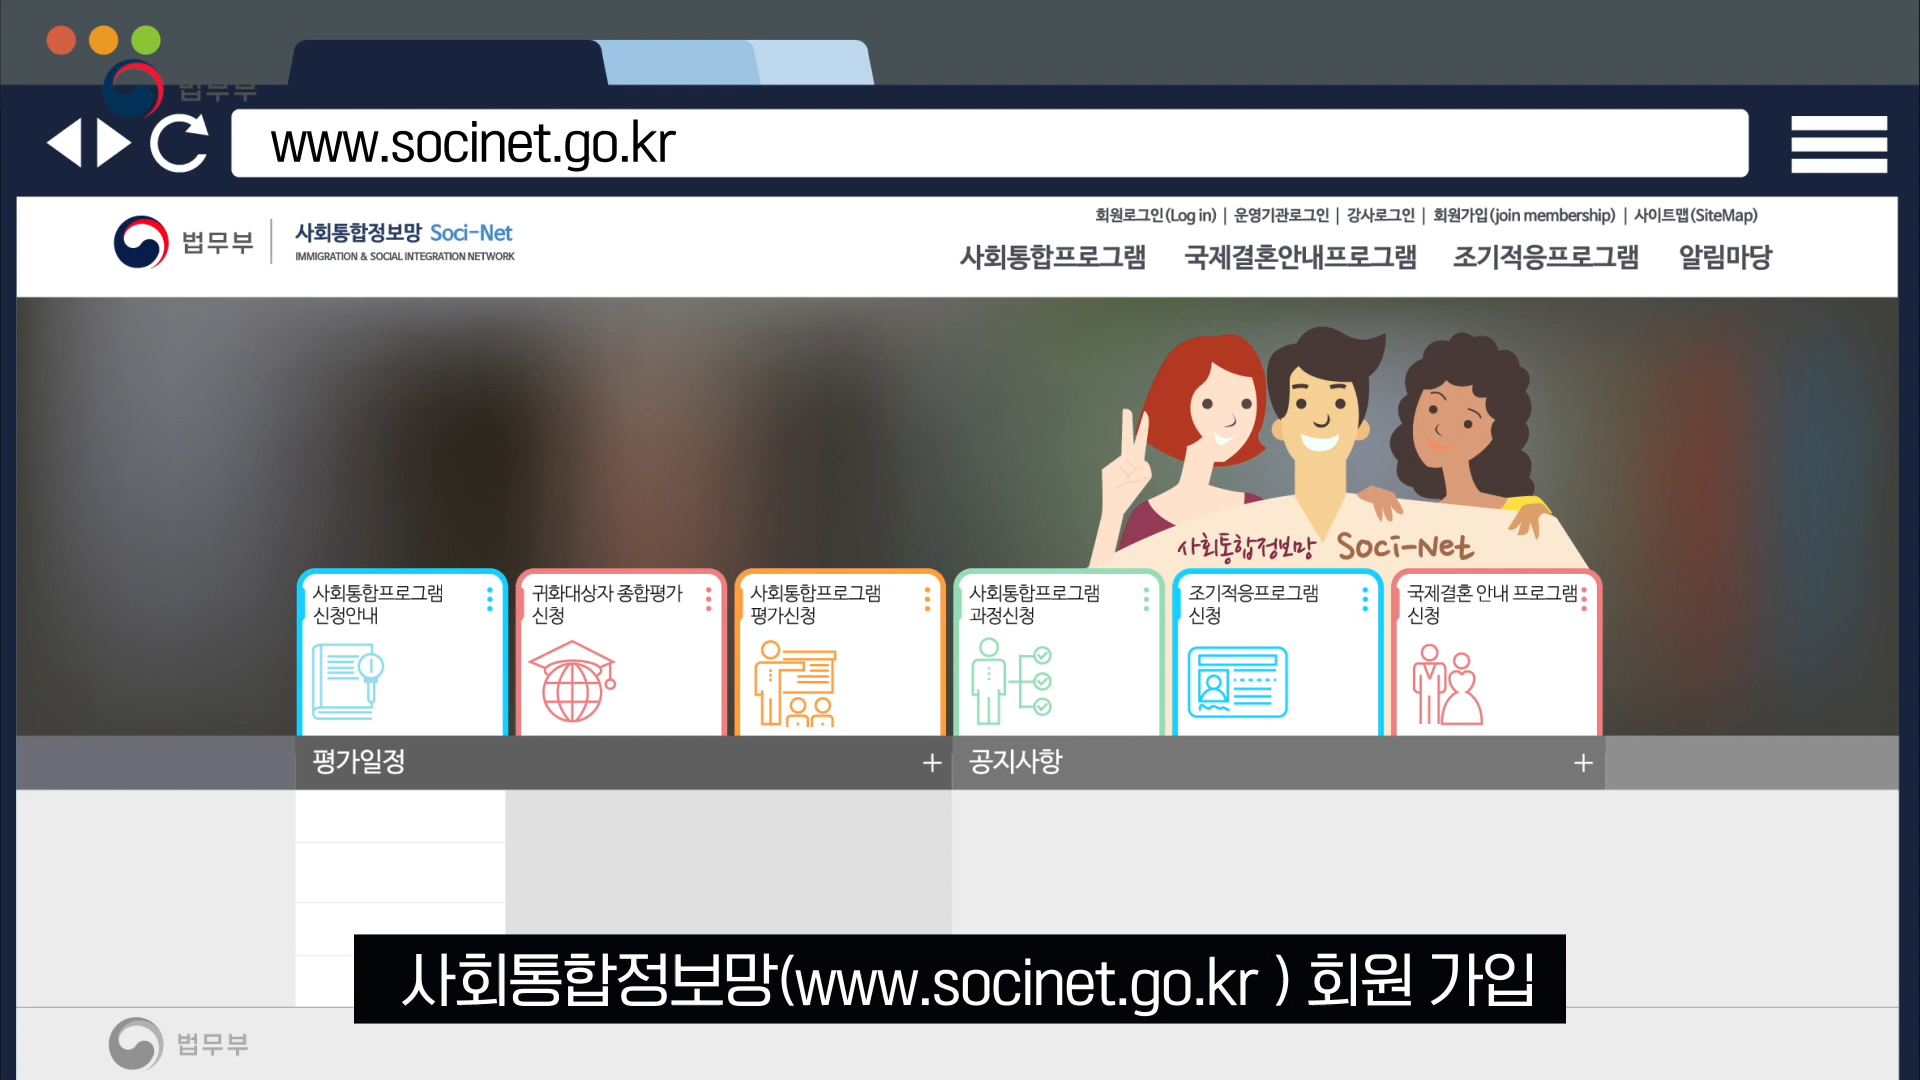 법무부
www.socinet.go.kr
회원로그인(Log in) | 운영기관로그인 | 강사로그인 | 회원가입(join membership) | 사이트맵(SiteMap)
법무부
사회통합정보망 Soci-Net
IMMIGRATION & SOCIAL INTEGRATION NETWORK
사회통합프로그램 국제결혼안내프로그램 조기적응프로그램 알림마당
사회통합정보망 Soci-Net
사회통합프로그램
신청안내
귀화대상자 종합평가
신청
사회통합프로그램
평가신청
사회통합프로그램
과정신청
조기적응프로그램
신청
국제결혼 안내 프로그램
신청
평가일정 +
공지사항 +
사회통합정보망(www.socinet.go.kr ) 회원 가입
법무부